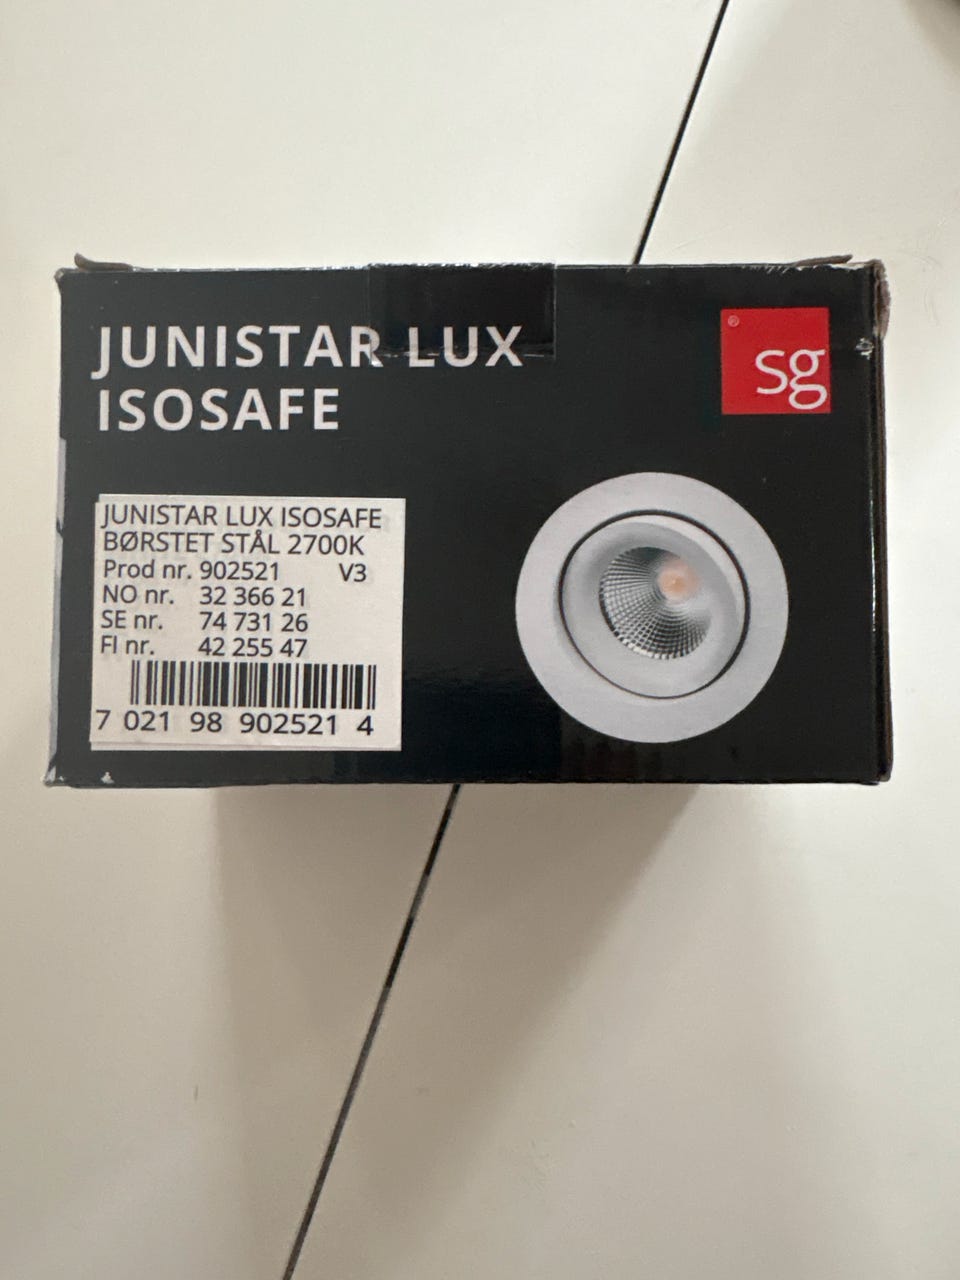 JUNISTAR LUX
ISOSAFE
® sg
JUNISTAR LUX ISOSAFE
BØRSTET STÅL 2700K
Prod nr. 902521 V3
NO nr. 32 366 21
SE nr. 74 731 26
FI nr. 42 255 47
7 021 98 902521 4